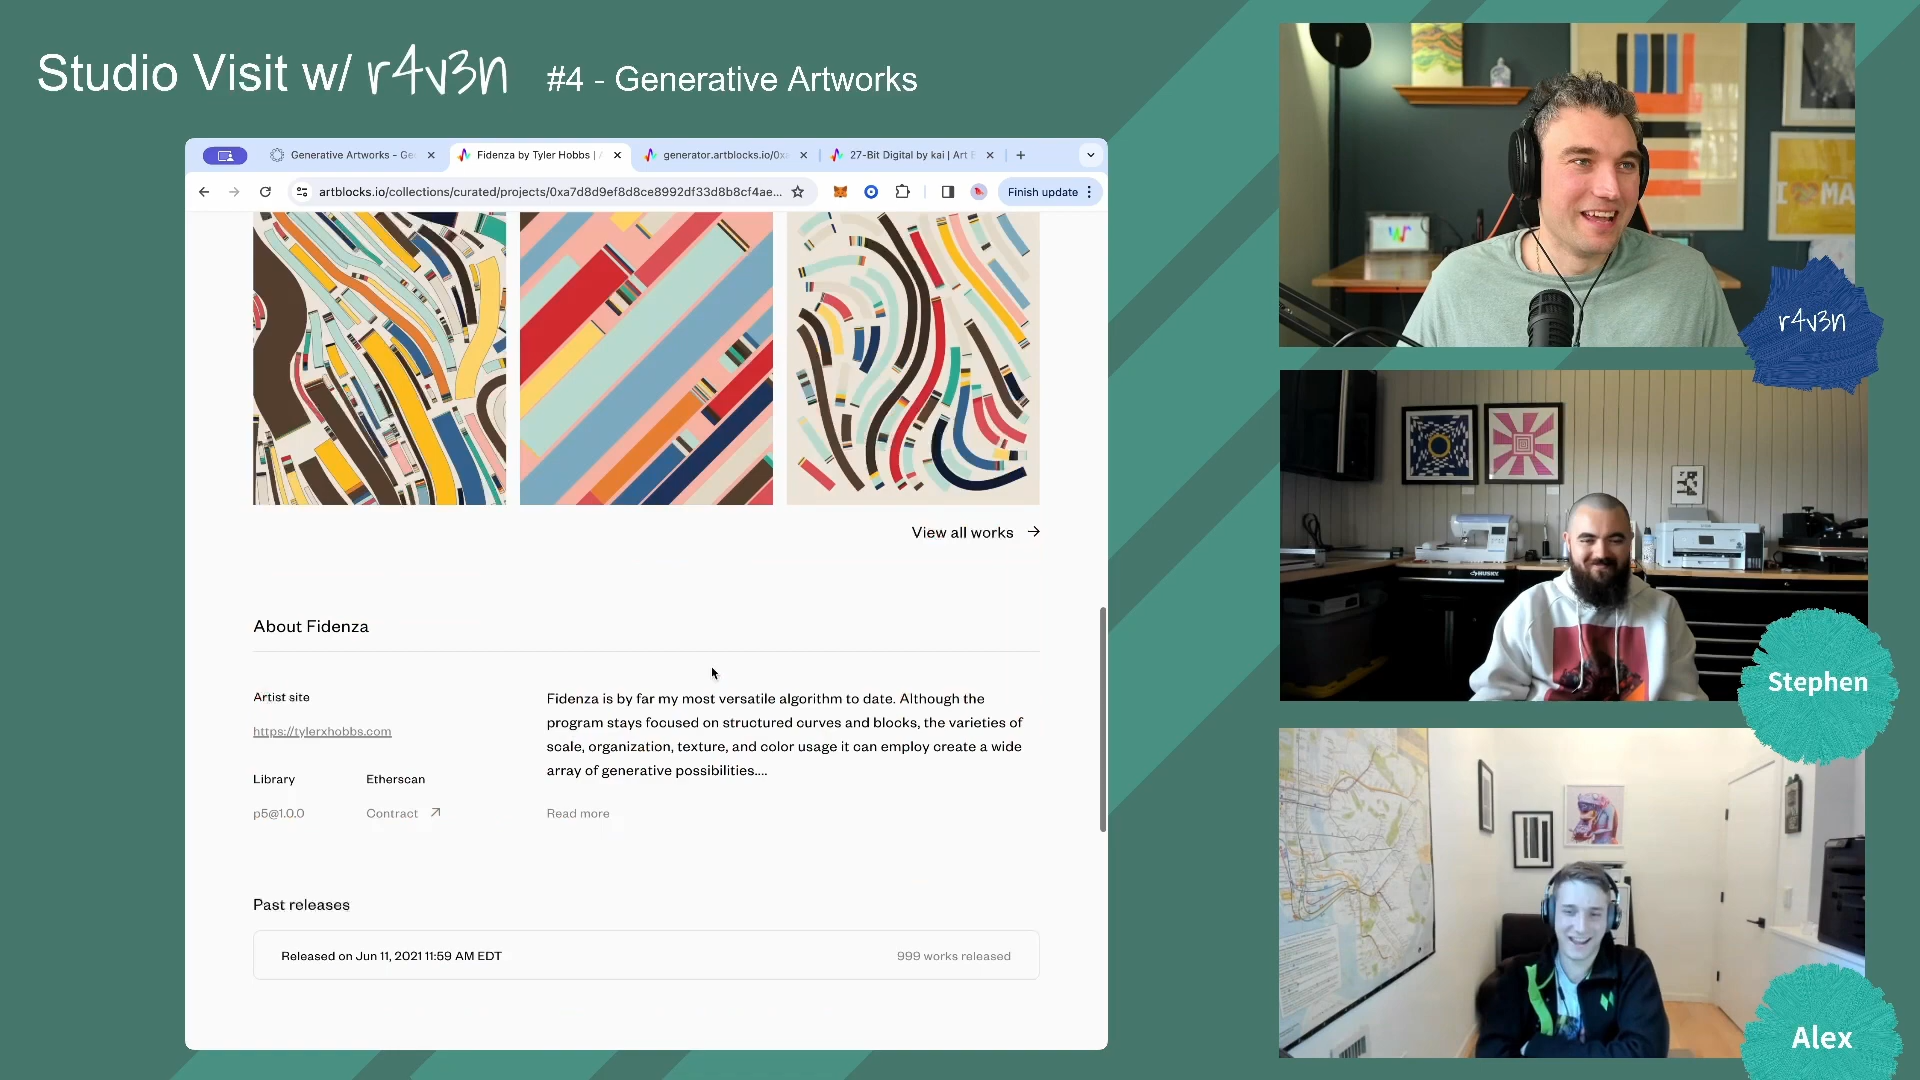 Studio Visit w/ r4v3n #4 - Generative Artworks
Generative Artworks - Ge
Fidenza by Tyler Hobbs |
generator.artblocks.io/0x
27-Bit Digital by kai | Art B
artblocks.io/collections/curated/projects/0xa7d8d9ef8d8ce8992df33d8b8cf4ae...
Finish update
View all works
About Fidenza
Artist site
https://tylerxhobbs.com
Library
Etherscan
p5@1.0.0
Contract
Fidenza is by far my most versatile algorithm to date. Although the
program stays focused on structured curves and blocks, the varieties of
scale, organization, texture, and color usage it can employ create a wide
array of generative possibilities....
Read more
Past releases
Released on Jun 11, 2021 11:59 AM EDT
999 works released
r4v3n
HUSKY
Stephen
Alex